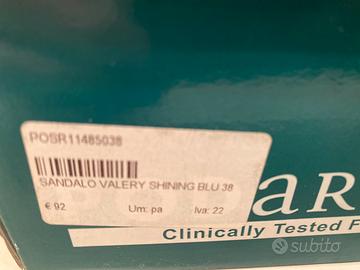 POSR11485038
SANDALO VALERY SHINING BLU 38
€ 92 Um: pa Iva: 22
AR
Clinically Tested F
subito